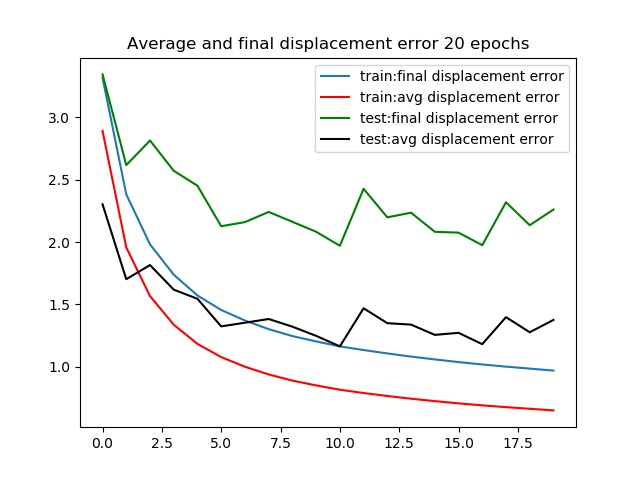 Average and final displacement error 20 epochs
train:final displacement error
train:avg displacement error
test:final displacement error
test:avg displacement error
3.0
2.5
2.0
1.5
1.0
0.0 2.5 5.0 7.5 10.0 12.5 15.0 17.5